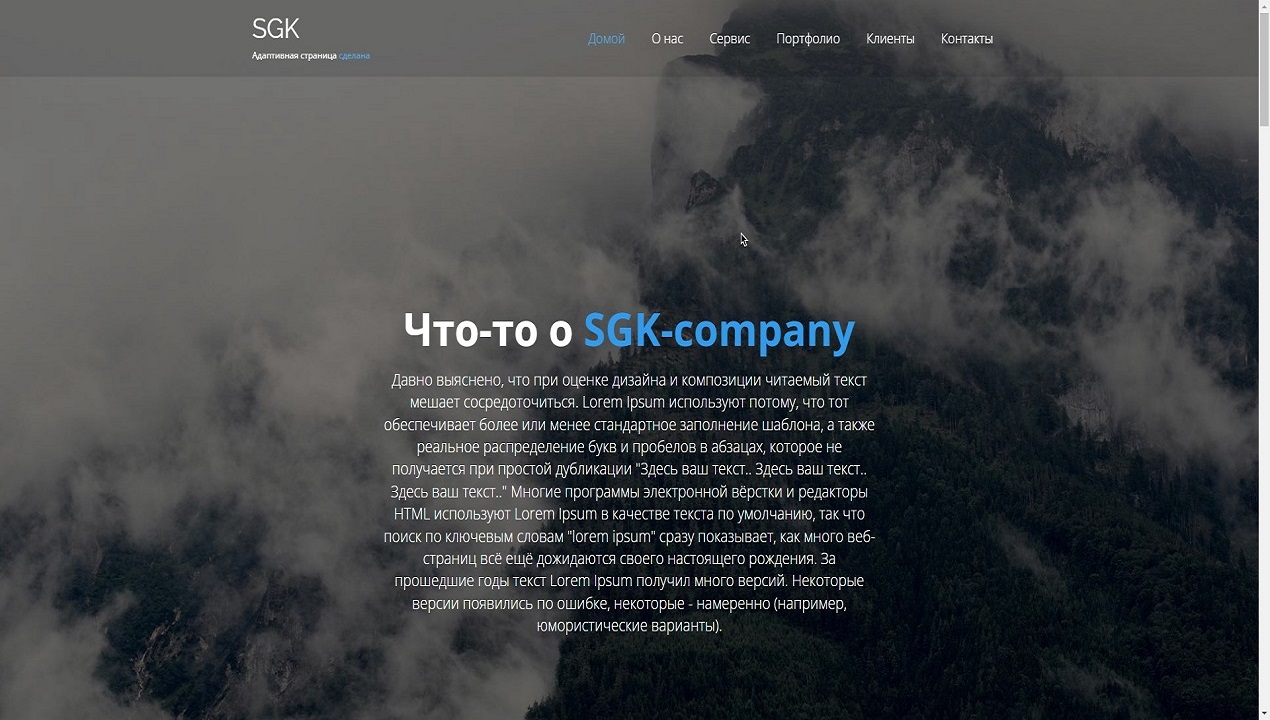 SGK
Адаптивная страница сделана
Домой О нас Сервис Портфолио Клиенты Контакты
Что-то о SGK-company
Давно выяснено, что при оценке дизайна и композиции читаемый текст
мешает сосредоточиться. Lorem Ipsum используют потому, что тот
обеспечивает более или менее стандартное заполнение шаблона, а также
реальное распределение букв и пробелов в абзацах, которое не
получается при простой дубликации "Здесь ваш текст.. Здесь ваш текст..
Здесь ваш текст.." Многие программы электронной вёрстки и редакторы
HTML используют Lorem Ipsum в качестве текста по умолчанию, так что
поиск по ключевым словам "lorem ipsum" сразу показывает, как много веб-
страниц всё ещё дожидаются своего настоящего рождения. За
прошедшие годы текст Lorem Ipsum получил много версий. Некоторые
версии появились по ошибке, некоторые - намеренно (например,
юмористические варианты).